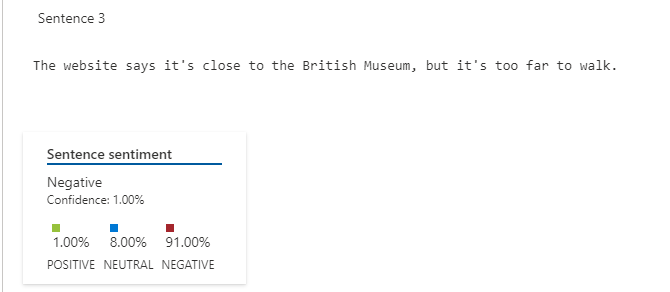 Sentence 3
The website says it's close to the British Museum, but it's too far to walk.
Sentence sentiment
Negative
Confidence: 1.00%
1.00% 8.00% 91.00%
POSITIVE NEUTRAL NEGATIVE